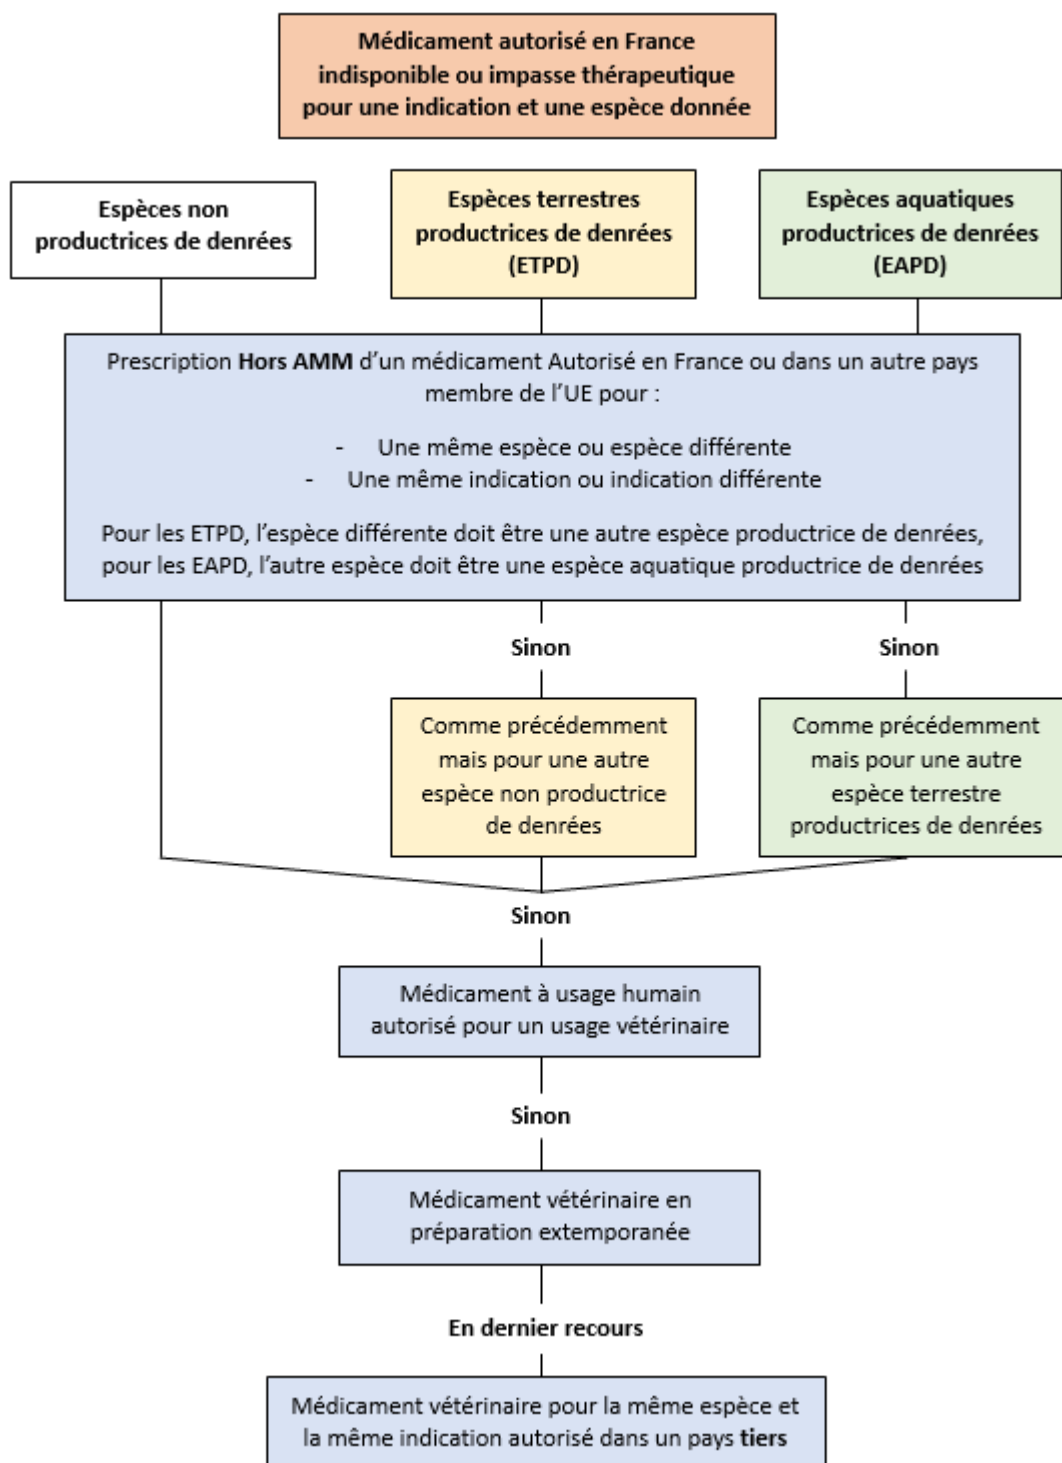 Médicament autorisé en France
indisponible ou impasse thérapeutique
pour une indication et une espèce donnée
Espèces non
productrices de denrées
Espèces terrestres
productrices de denrées
(ETPD)
Espèces aquatiques
productrices de denrées
(EAPD)
Prescription Hors AMM d'un médicament Autorisé en France ou dans un autre pays
membre de l'UE pour :
- Une même espèce ou espèce différente
- Une même indication ou indication différente
Pour les ETPD, l'espèce différente doit être une autre espèce productrice de denrées,
pour les EAPD, l'autre espèce doit être une espèce aquatique productrice de denrées
Sinon
Sinon
Comme précédemment
mais pour une autre
espèce non productrice
de denrées
Comme précédemment
mais pour une autre
espèce terrestre
productrices de denrées
Sinon
Médicament à usage humain
autorisé pour un usage vétérinaire
Sinon
Médicament vétérinaire en
préparation extemporanée
En dernier recours
Médicament vétérinaire pour la même espèce et
la même indication autorisé dans un pays tiers